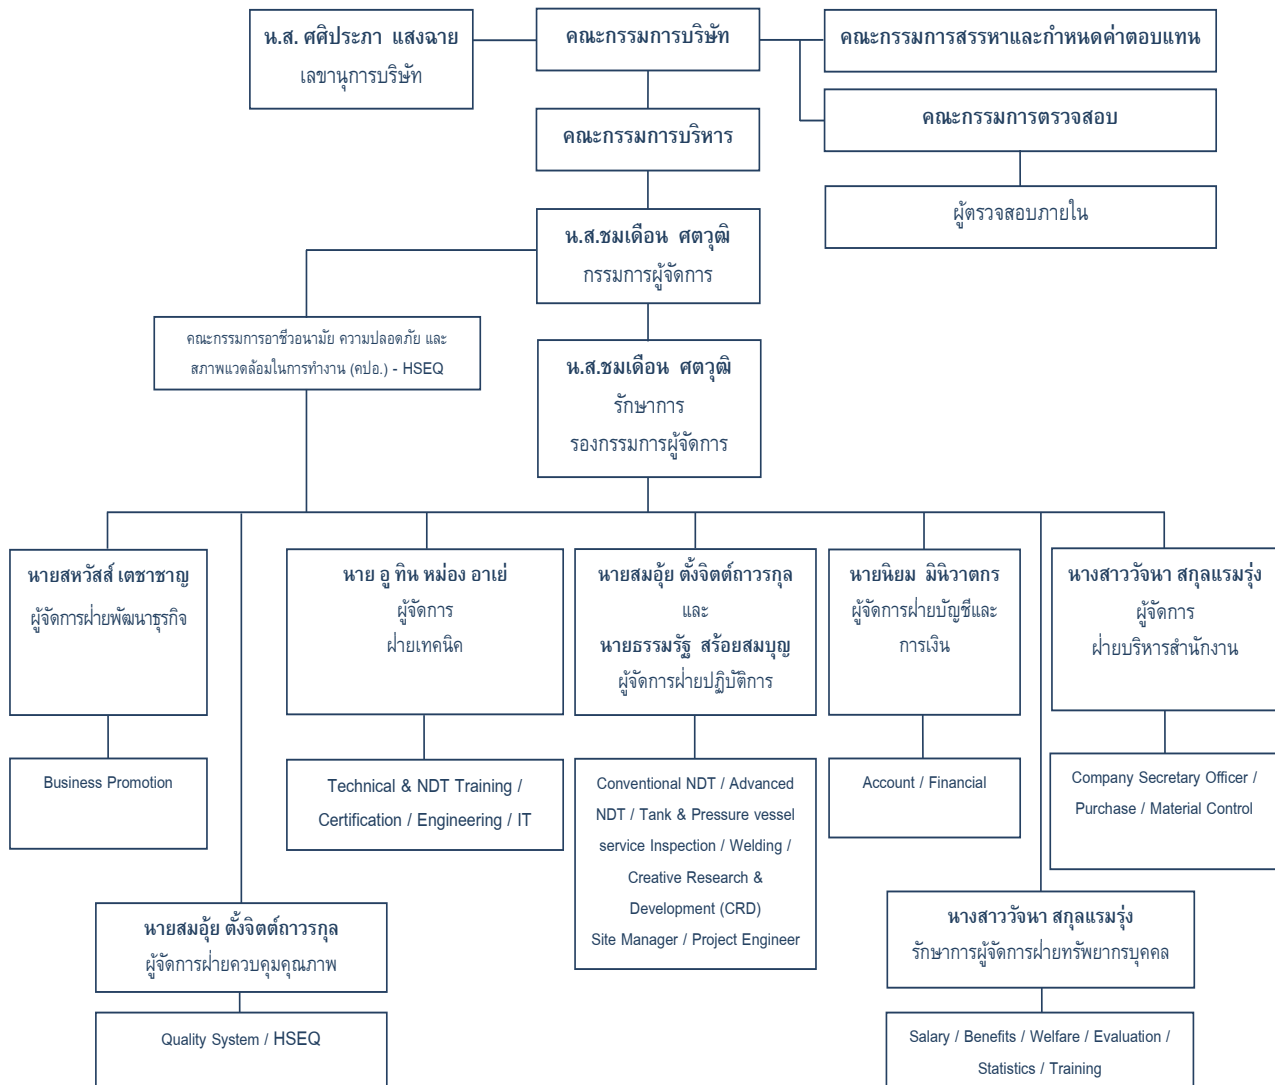 น.ส. ศศิประภา แสงฉาย
เลขานุการบริษัท
คณะกรรมการบริษัท
คณะกรรมการสรรหาและกำหนดค่าตอบแทน
คณะกรรมการตรวจสอบ
คณะกรรมการบริหาร
ผู้ตรวจสอบภายใน
น.ส.ชมเดือน ศตวุฒิ
กรรมการผู้จัดการ
คณะกรรมการอาชีวอนามัย ความปลอดภัย และ
สภาพแวดล้อมในการทำงาน (คปอ.) - HSEQ
น.ส.ชมเดือน ศตวุฒิ
รักษาการ
รองกรรมการผู้จัดการ
นายสหวัสส์ เตชาชาญ
ผู้จัดการฝ่ายพัฒนาธุรกิจ
นาย อู ทิน หม่อง อาเย่
ผู้จัดการ
ฝ่ายเทคนิค
นายสมอุ้ย ตั้งจิตต์ถาวรกุล
และ
นายธรรมรัฐ สร้อยสมบุญ
ผู้จัดการฝ่ายปฏิบัติการ
นายนิยม มินิวาตกร
ผู้จัดการฝ่ายบัญชีและ
การเงิน
นางสาววัจนา สกุลแรมรุ่ง
ผู้จัดการ
ฝ่ายบริหารสำนักงาน
Business Promotion
Technical & NDT Training /
Certification / Engineering / IT
Conventional NDT / Advanced
NDT / Tank & Pressure vessel
service Inspection / Welding /
Creative Research &
Development (CRD)
Site Manager / Project Engineer
Account / Financial
Company Secretary Officer /
Purchase / Material Control
นายสมอุ้ย ตั้งจิตต์ถาวรกุล
ผู้จัดการฝ่ายควบคุมคุณภาพ
นางสาววัจนา สกุลแรมรุ่ง
รักษาการผู้จัดการฝ่ายทรัพยากรบุคคล
Quality System / HSEQ
Salary / Benefits / Welfare / Evaluation /
Statistics / Training